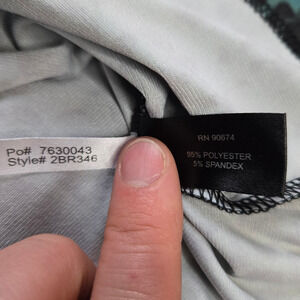 Po# 7630043
Style# 2BR346
RN 90674
95% POLYESTER
5% SPANDEX